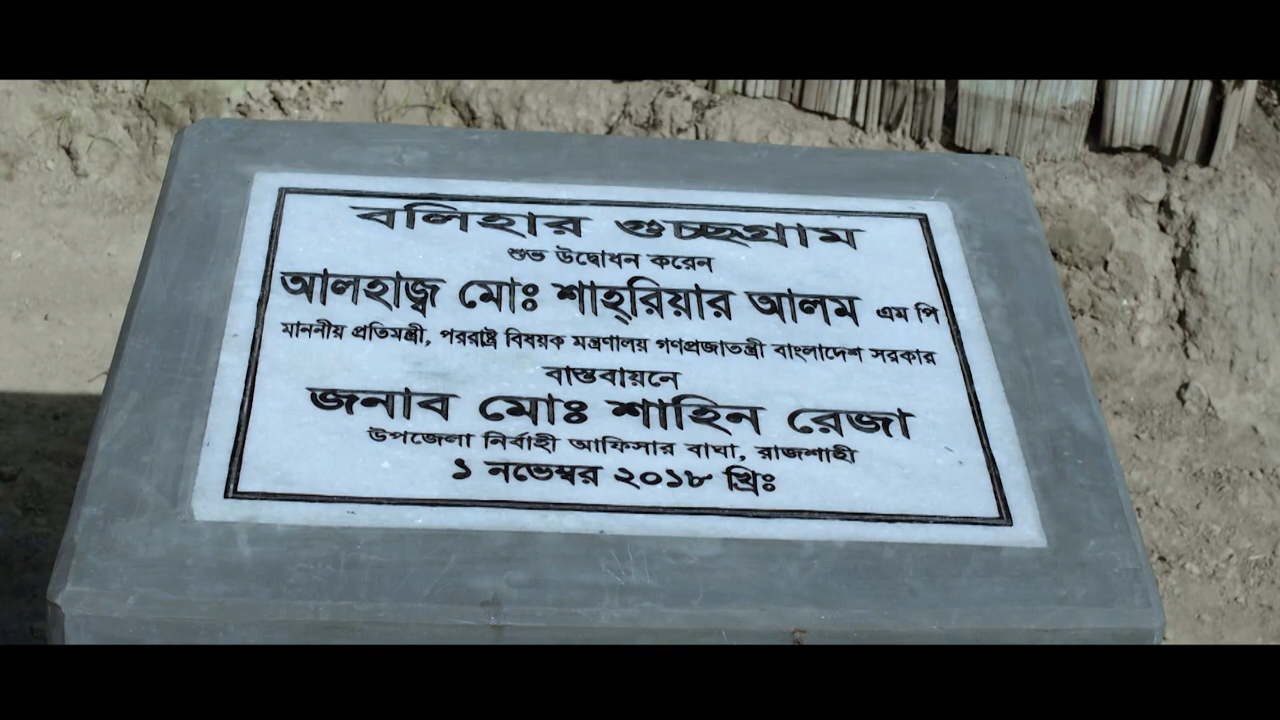 বলিহার গুচ্ছগ্রাম
শুভ উদ্বোধন করেন
আলহাজ্ব মোঃ শাহ্‌রিয়ার আলম এম পি
মাননীয় প্রতিমন্ত্রী, পররাষ্ট্র বিষয়ক মন্ত্রণালয় গণপ্রজাতন্ত্রী বাংলাদেশ সরকার
বাস্তবায়নে
জনাব মোঃ শাহিন রেজা
উপজেলা নির্বাহী আফিসার বাঘা, রাজশাহী
১ নভেম্বর ২০১৮ খ্রিঃ